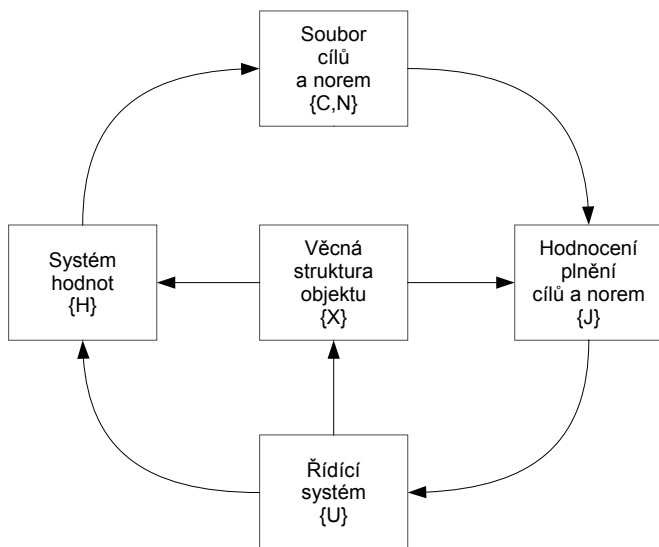 Soubor
cílů
a norem
{C,N}
Systém
hodnot
{H}
Věcná
struktura
objektu
{X}
Hodnocení
plnění
cílů a norem
{J}
Řídící
systém
{U}